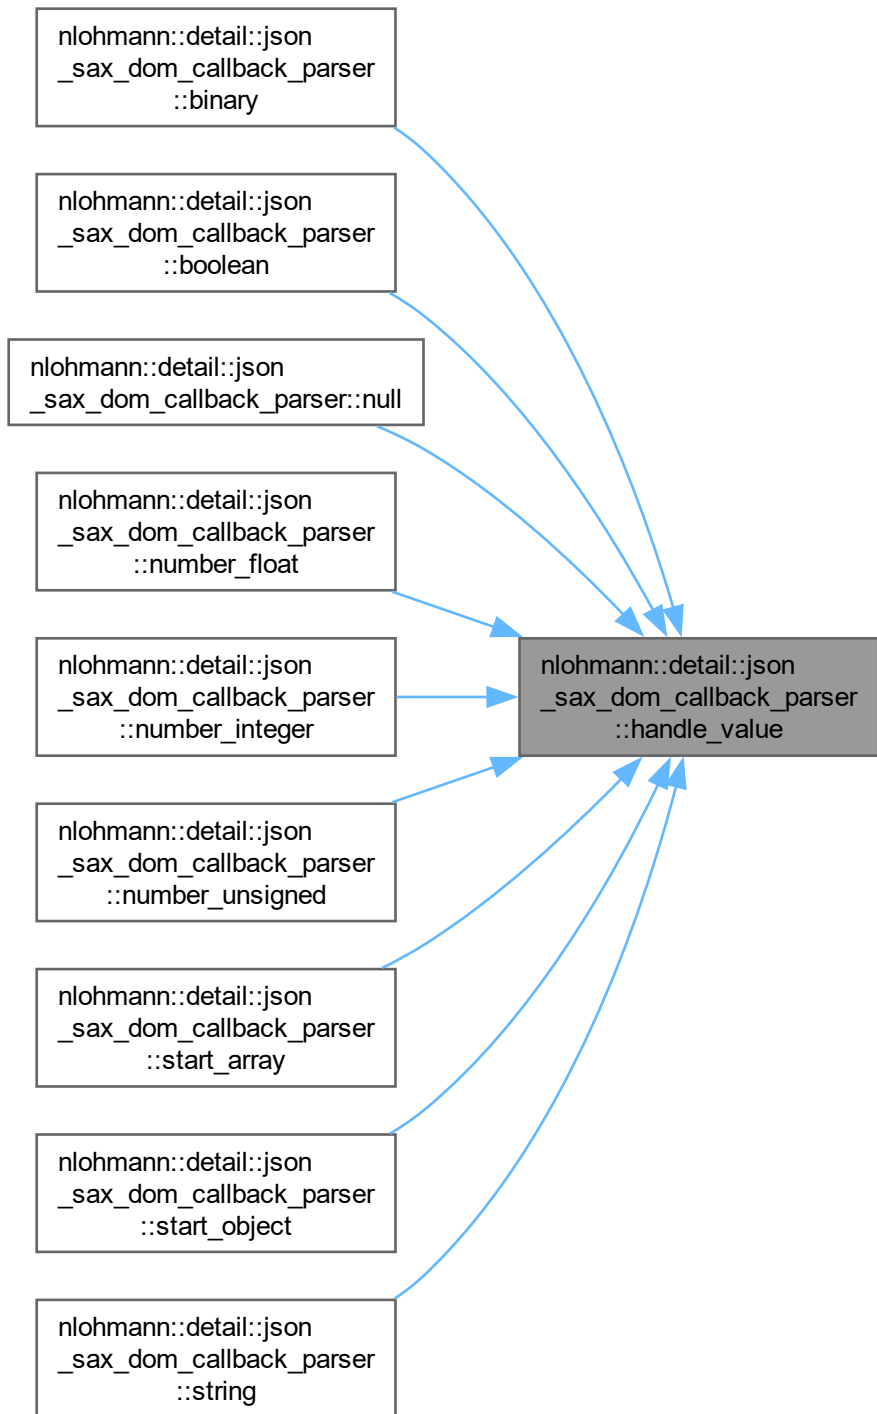 nlohmann::detail::json
_sax_dom_callback_parser
::binary
nlohmann::detail::json
_sax_dom_callback_parser
::boolean
nlohmann::detail::json
_sax_dom_callback_parser::null
nlohmann::detail::json
_sax_dom_callback_parser
::number_float
nlohmann::detail::json
_sax_dom_callback_parser
::number_integer
nlohmann::detail::json
_sax_dom_callback_parser
::number_unsigned
nlohmann::detail::json
_sax_dom_callback_parser
::start_array
nlohmann::detail::json
_sax_dom_callback_parser
::start_object
nlohmann::detail::json
_sax_dom_callback_parser
::string
nlohmann::detail::json
_sax_dom_callback_parser
::handle_value